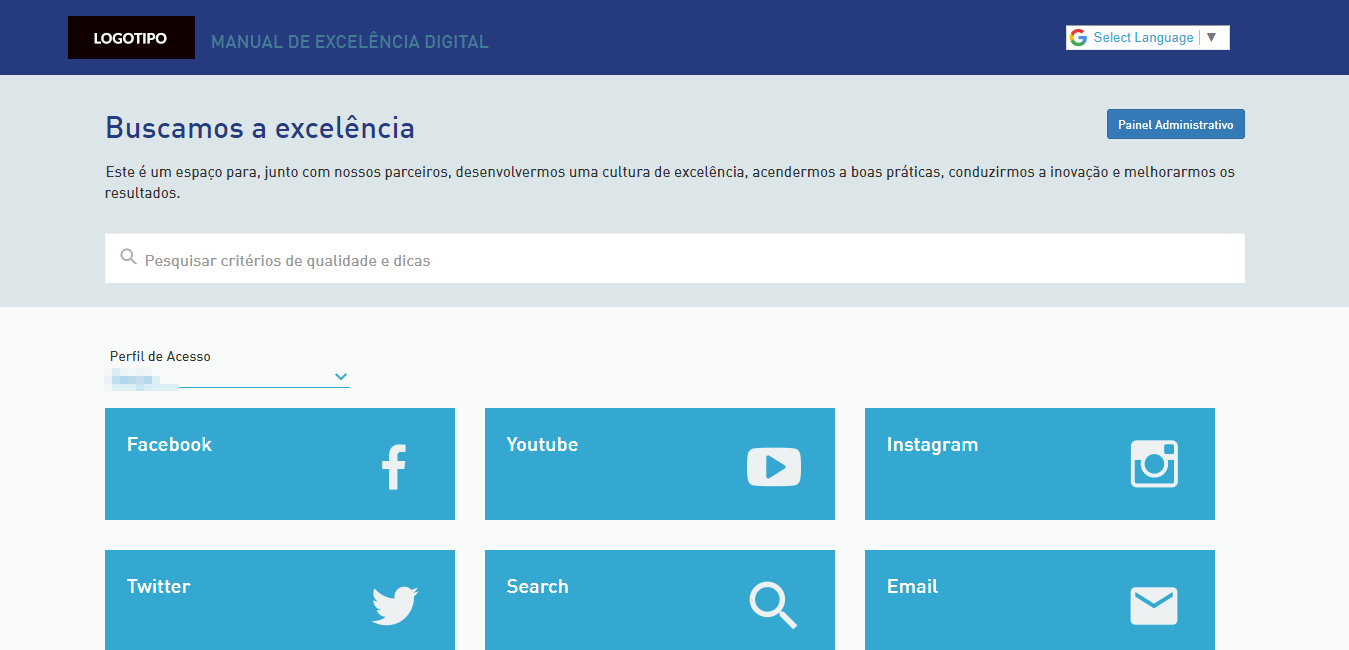 LOGOTIPO
MANUAL DE EXCELÊNCIA DIGITAL
Select Language ▼
Buscamos a excelência
Painel Administrativo
Este é um espaço para, junto com nossos parceiros, desenvolvermos uma cultura de excelência, acendermos a boas práticas, conduzirmos a inovação e melhorarmos os
resultados.
Pesquisar critérios de qualidade e dicas
Perfil de Acesso
Facebook
Youtube
Instagram
Twitter
Search
Email